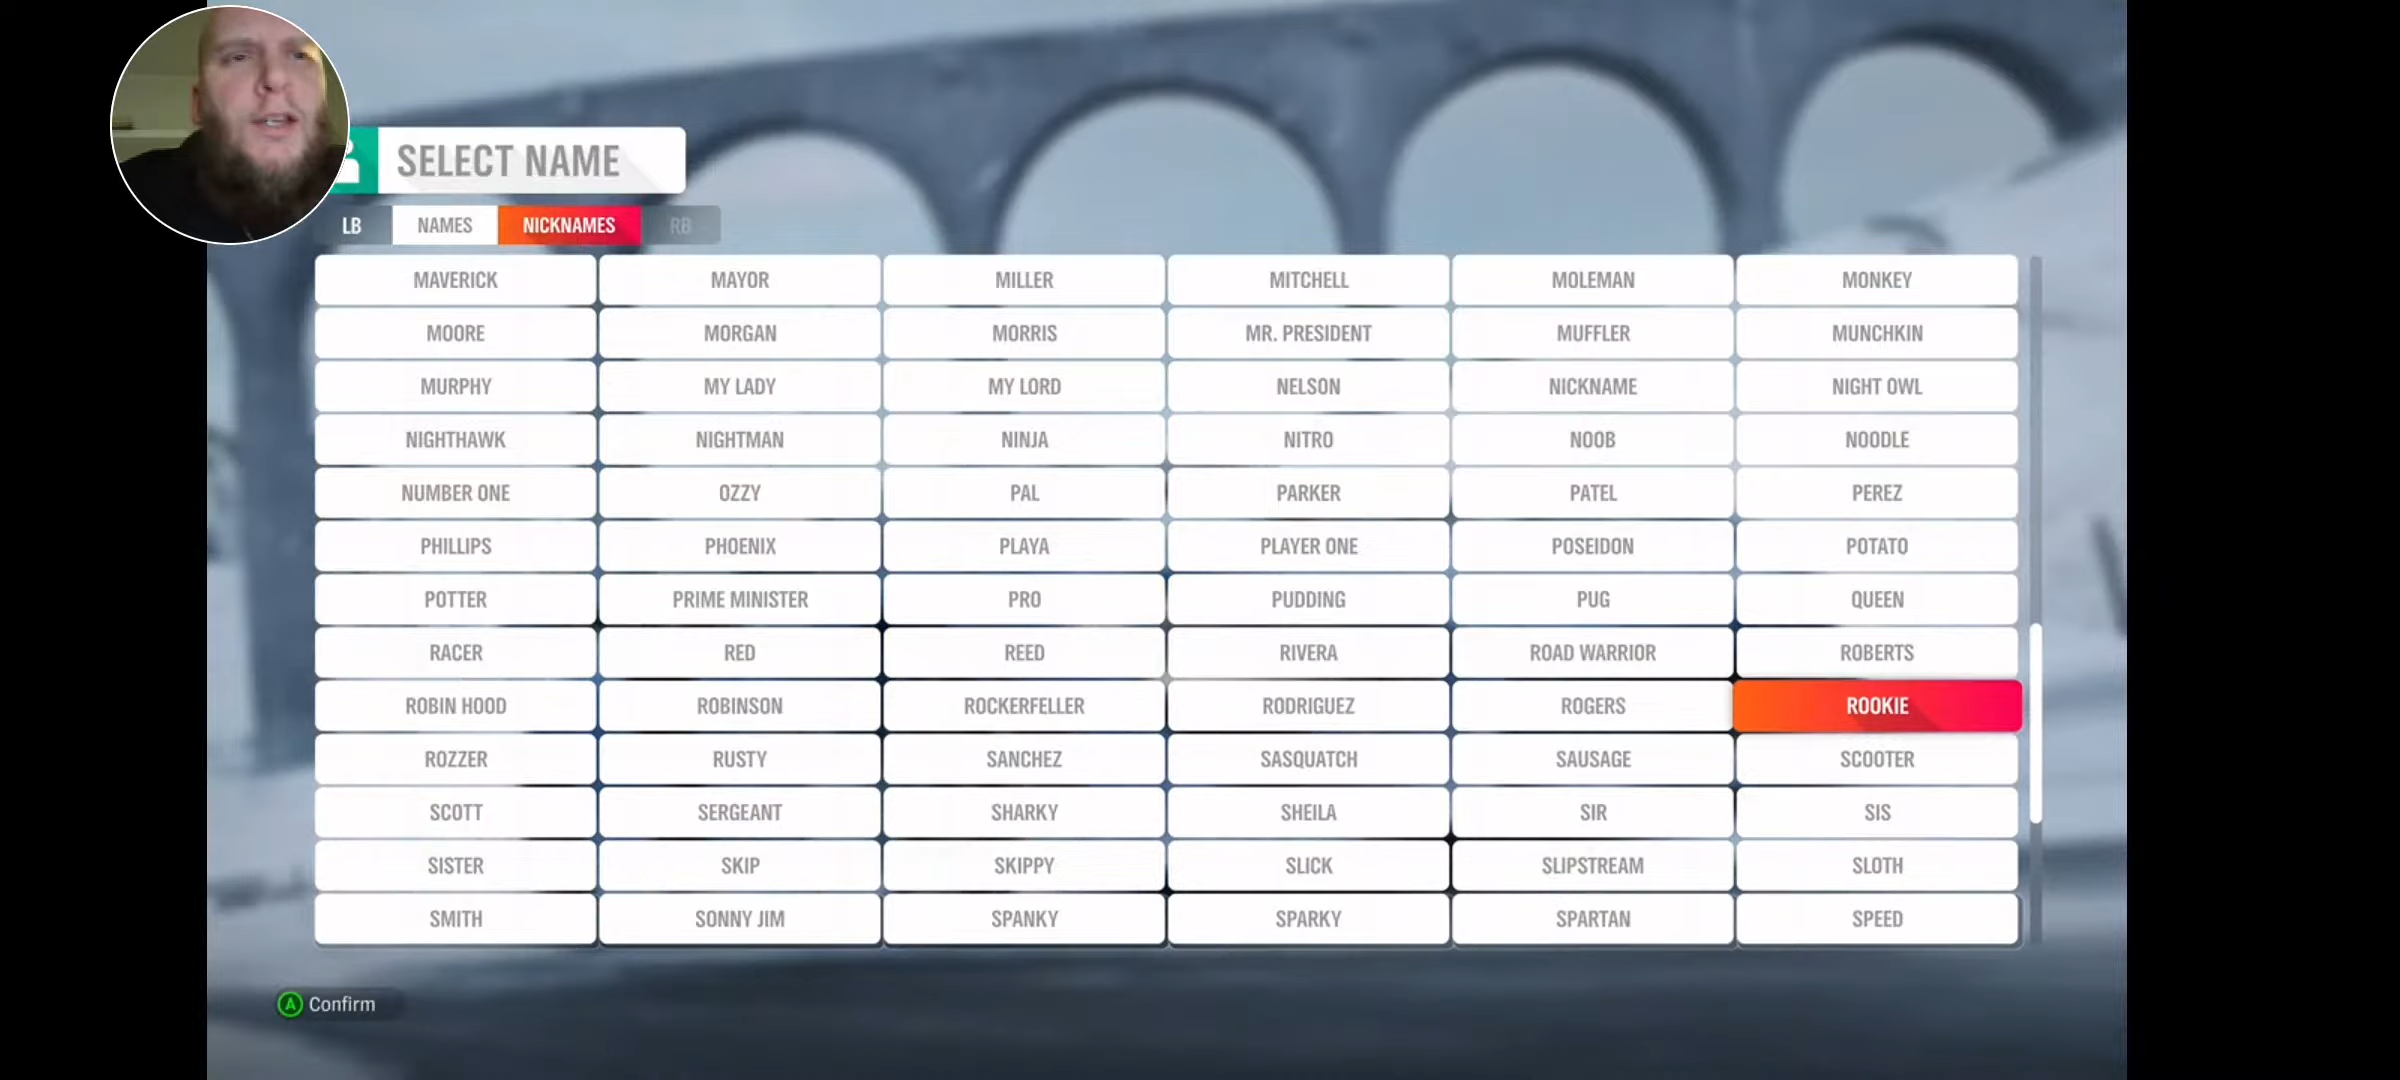 SELECT NAME
LB NAMES NICKNAMES RB
MAVERICK MAYOR MILLER MITCHELL MOLEMAN MONKEY
MOORE MORGAN MORRIS MR. PRESIDENT MUFFLER MUNCHKIN
MURPHY MY LADY MY LORD NELSON NICKNAME NIGHT OWL
NIGHTHAWK NIGHTMAN NINJA NITRO NOOB NOODLE
NUMBER ONE OZZY PAL PARKER PATEL PEREZ
PHILLIPS PHOENIX PLAYA PLAYER ONE POSEIDON POTATO
POTTER PRIME MINISTER PRO PUDDING PUG QUEEN
RACER RED REED RIVERA ROAD WARRIOR ROBERTS
ROBIN HOOD ROBINSON ROCKERFELLER RODRIGUEZ ROGERS ROOKIE
ROZZER RUSTY SANCHEZ SASQUATCH SAUSAGE SCOOTER
SCOTT SERGEANT SHARKY SHEILA SIR SIS
SISTER SKIP SKIPPY SLICK SLIPSTREAM SLOTH
SMITH SONNY JIM SPANKY SPARKY SPARTAN SPEED
A Confirm